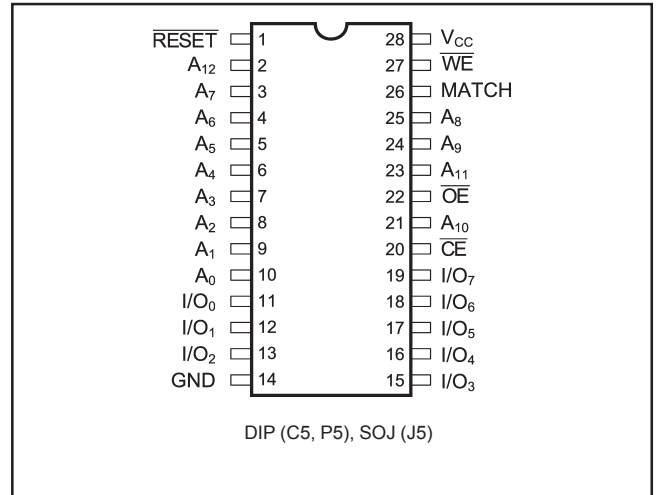 RESET 1 28 VCC
A12 2 27 WE
A7 3 26 MATCH
A6 4 25 A8
A5 5 24 A9
A4 6 23 A11
A3 7 22 OE
A2 8 21 A10
A1 9 20 CE
A0 10 19 I/O7
I/O0 11 18 I/O6
I/O1 12 17 I/O5
I/O2 13 16 I/O4
GND 14 15 I/O3
DIP (C5, P5), SOJ (J5)